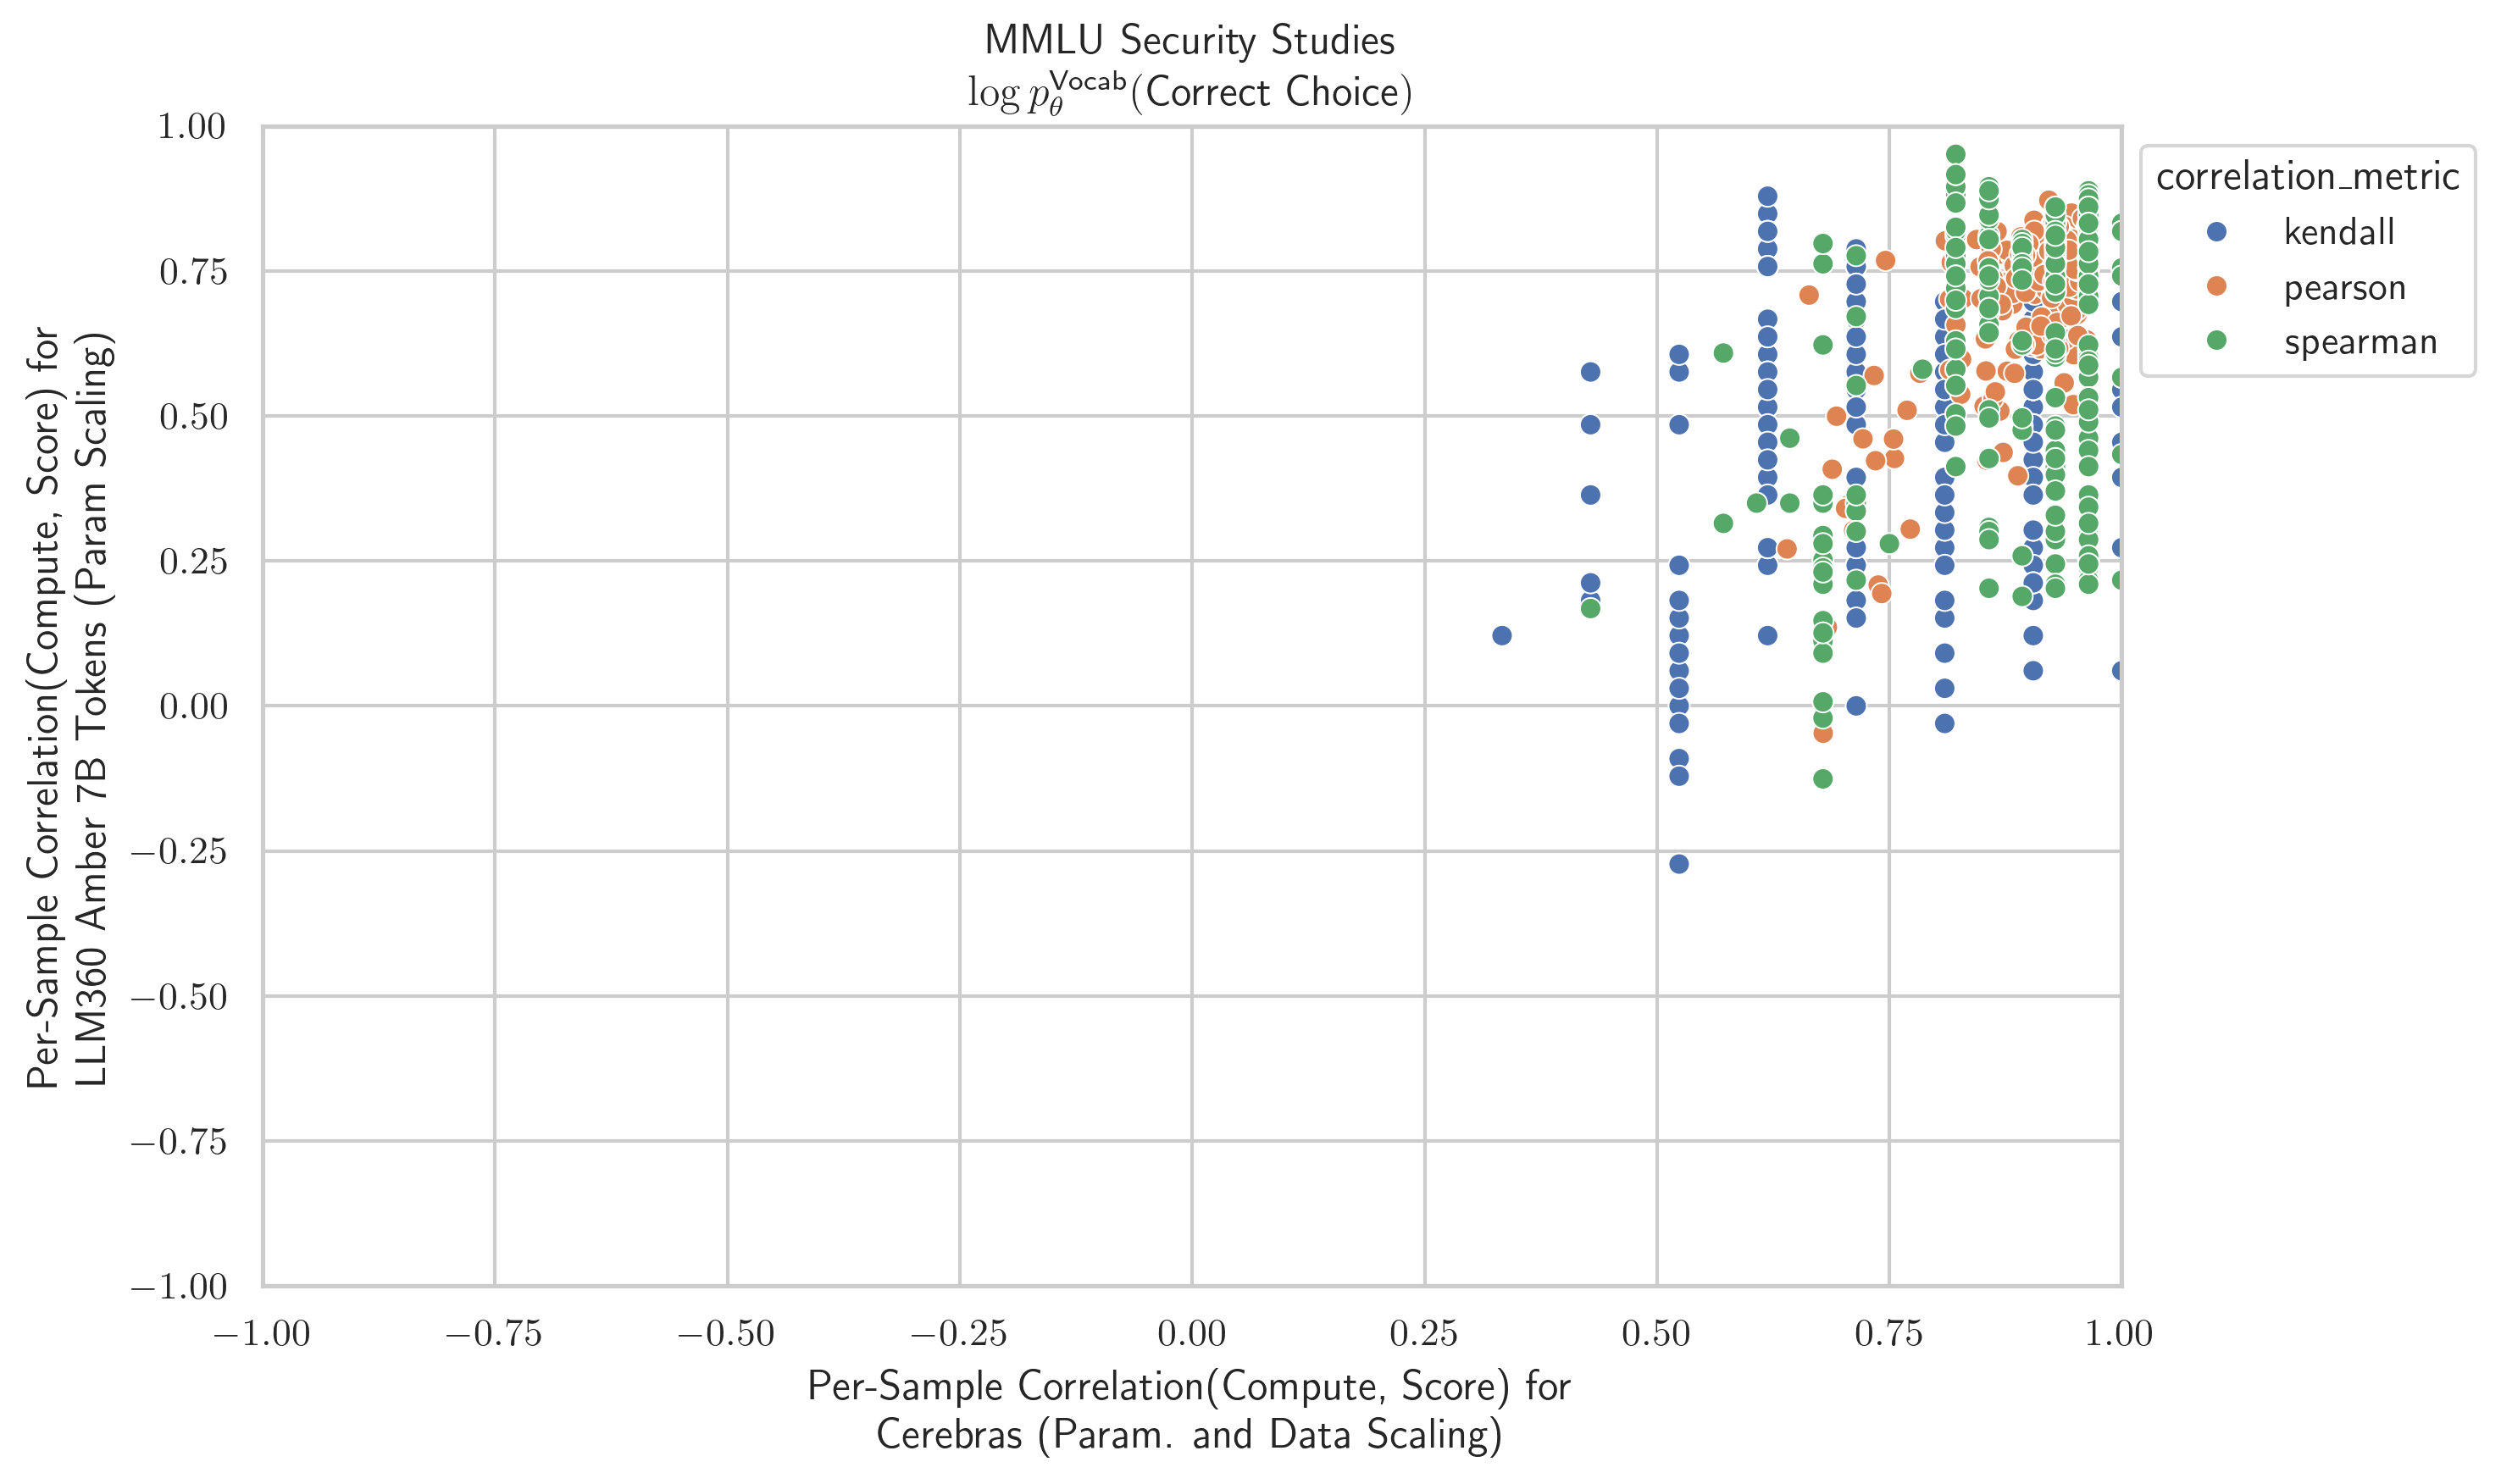 MMLU Security Studies
log p_θ^Vocab(Correct Choice)
Per-Sample Correlation(Compute, Score) for
LLM360 Amber 7B Tokens (Param Scaling)
1.00
0.75
0.50
0.25
0.00
−0.25
−0.50
−0.75
−1.00
correlation_metric
kendall
pearson
spearman
−1.00 −0.75 −0.50 −0.25 0.00 0.25 0.50 0.75 1.00
Per-Sample Correlation(Compute, Score) for
Cerebras (Param. and Data Scaling)